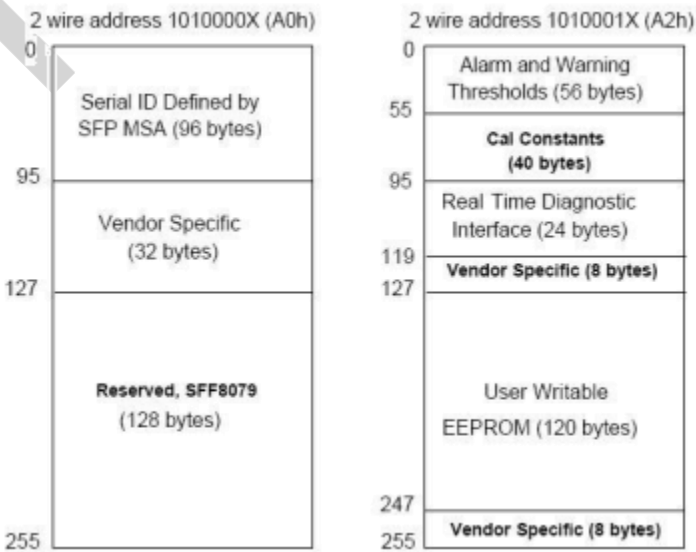 2 wire address 1010000X (A0h)
0
Serial ID Defined by
SFP MSA (96 bytes)
95
Vendor Specific
(32 bytes)
127
Reserved, SFF8079
(128 bytes)
255
2 wire address 1010001X (A2h)
0
Alarm and Warning
Thresholds (56 bytes)
55
Cal Constants
(40 bytes)
95
Real Time Diagnostic
Interface (24 bytes)
119
Vendor Specific (8 bytes)
127
User Writable
EEPROM (120 bytes)
247
Vendor Specific (8 bytes)
255